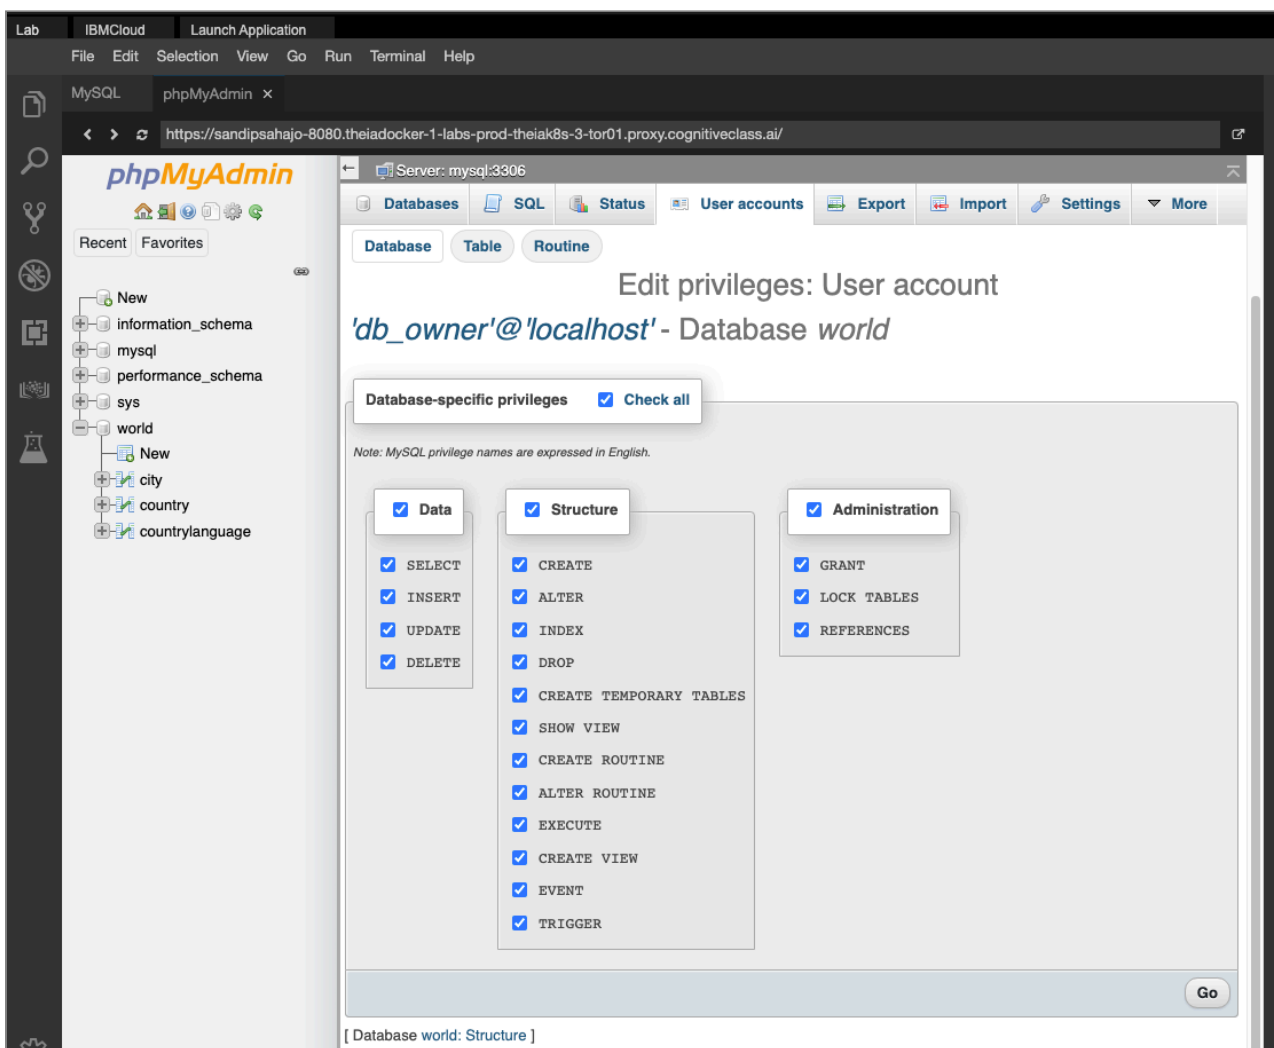 Lab IBMCloud Launch Application
File Edit Selection View Go Run Terminal Help
MySQL phpMyAdmin ×
https://sandipsahajo-8080.theiadocker-1-labs-prod-theiak8s-3-tor01.proxy.cognitiveclass.ai/
phpMyAdmin
Recent Favorites
New
information_schema
mysql
performance_schema
sys
world
New
city
country
countrylanguage
Server: mysql:3306
Databases SQL Status User accounts Export Import Settings More
Database Table Routine
Edit privileges: User account
'db_owner'@'localhost' - Database world
Database-specific privileges Check all
Note: MySQL privilege names are expressed in English.
Data
SELECT
INSERT
UPDATE
DELETE
Structure
CREATE
ALTER
INDEX
DROP
CREATE TEMPORARY TABLES
SHOW VIEW
CREATE ROUTINE
ALTER ROUTINE
EXECUTE
CREATE VIEW
EVENT
TRIGGER
Administration
GRANT
LOCK TABLES
REFERENCES
Go
[ Database world: Structure ]